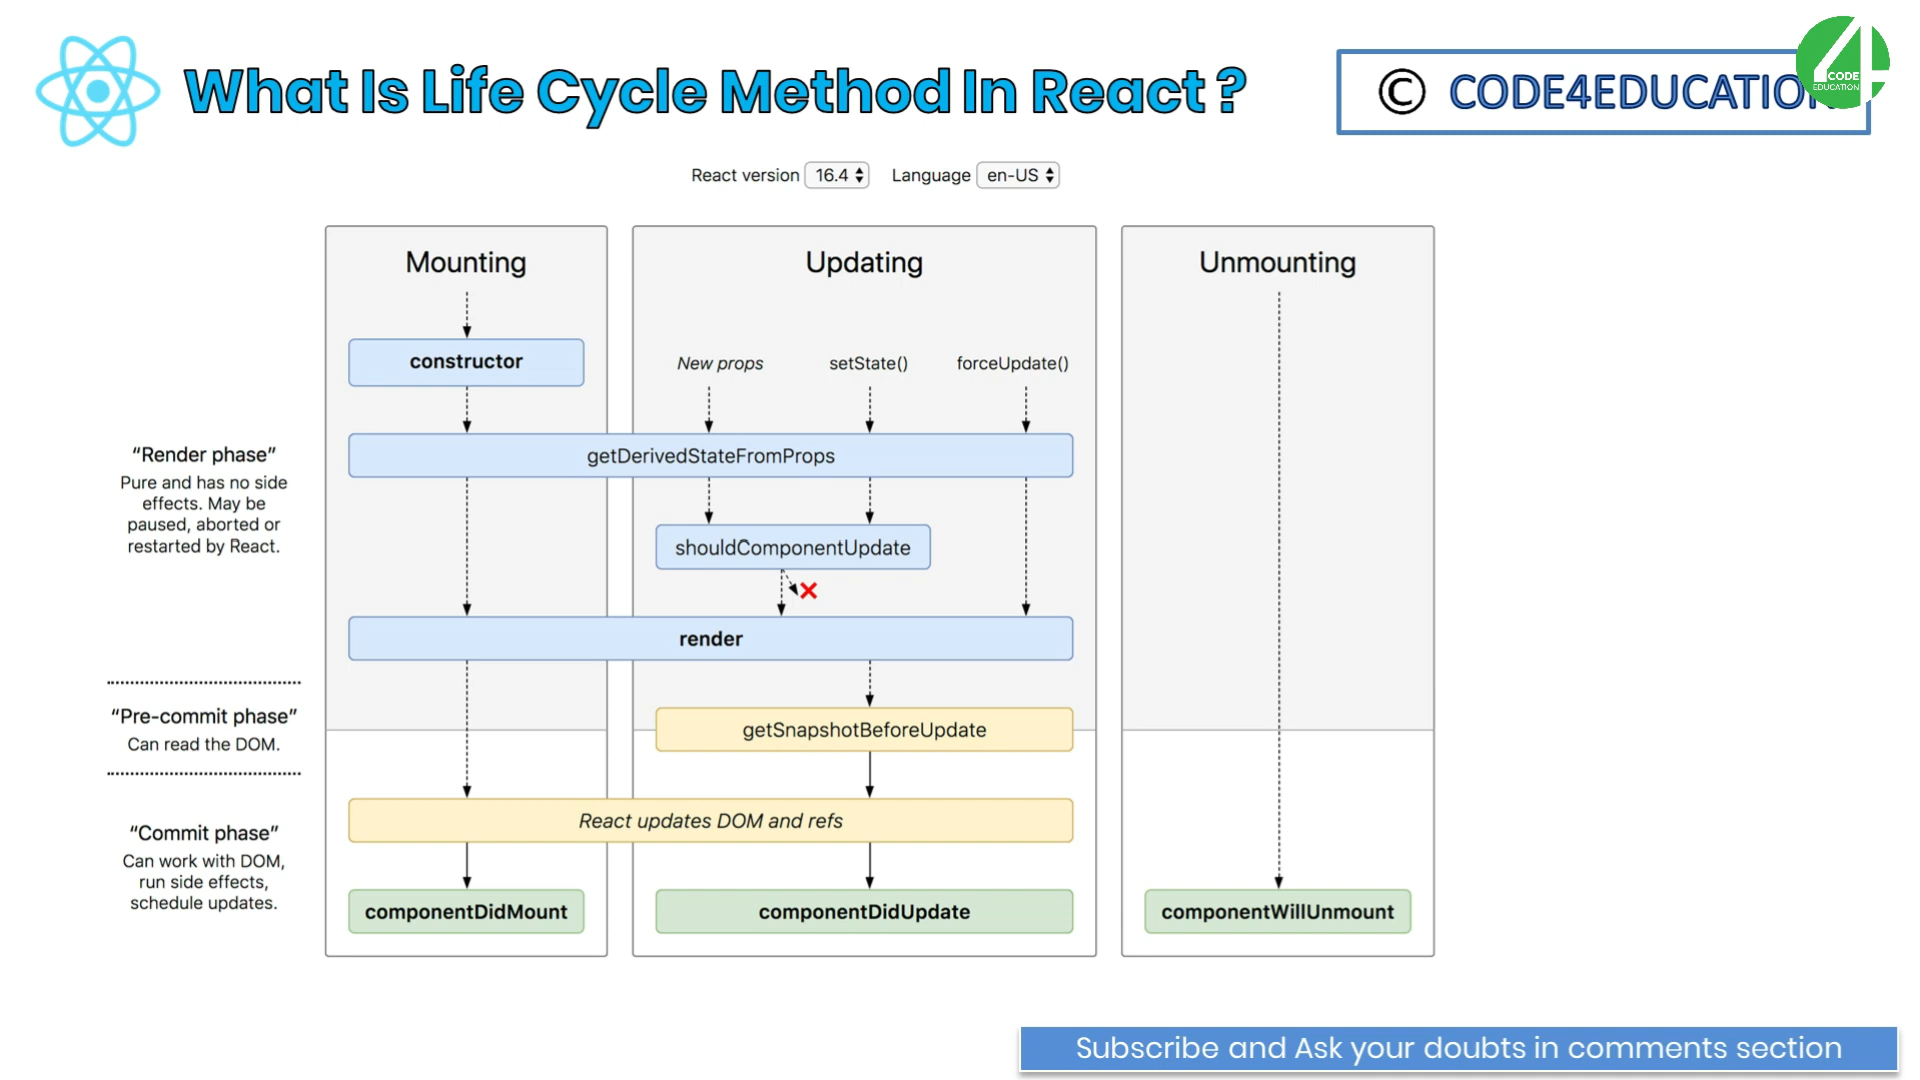 What Is Life Cycle Method In React ?
© CODE4EDUCATION
CODE
EDUCATION
React version 16.4 Language en-US
Mounting
Updating
Unmounting
constructor
New props
setState()
forceUpdate()
“Render phase”
Pure and has no side
effects. May be
paused, aborted or
restarted by React.
getDerivedStateFromProps
shouldComponentUpdate
render
“Pre-commit phase”
Can read the DOM.
getSnapshotBeforeUpdate
React updates DOM and refs
“Commit phase”
Can work with DOM,
run side effects,
schedule updates.
componentDidMount
componentDidUpdate
componentWillUnmount
Subscribe and Ask your doubts in comments section